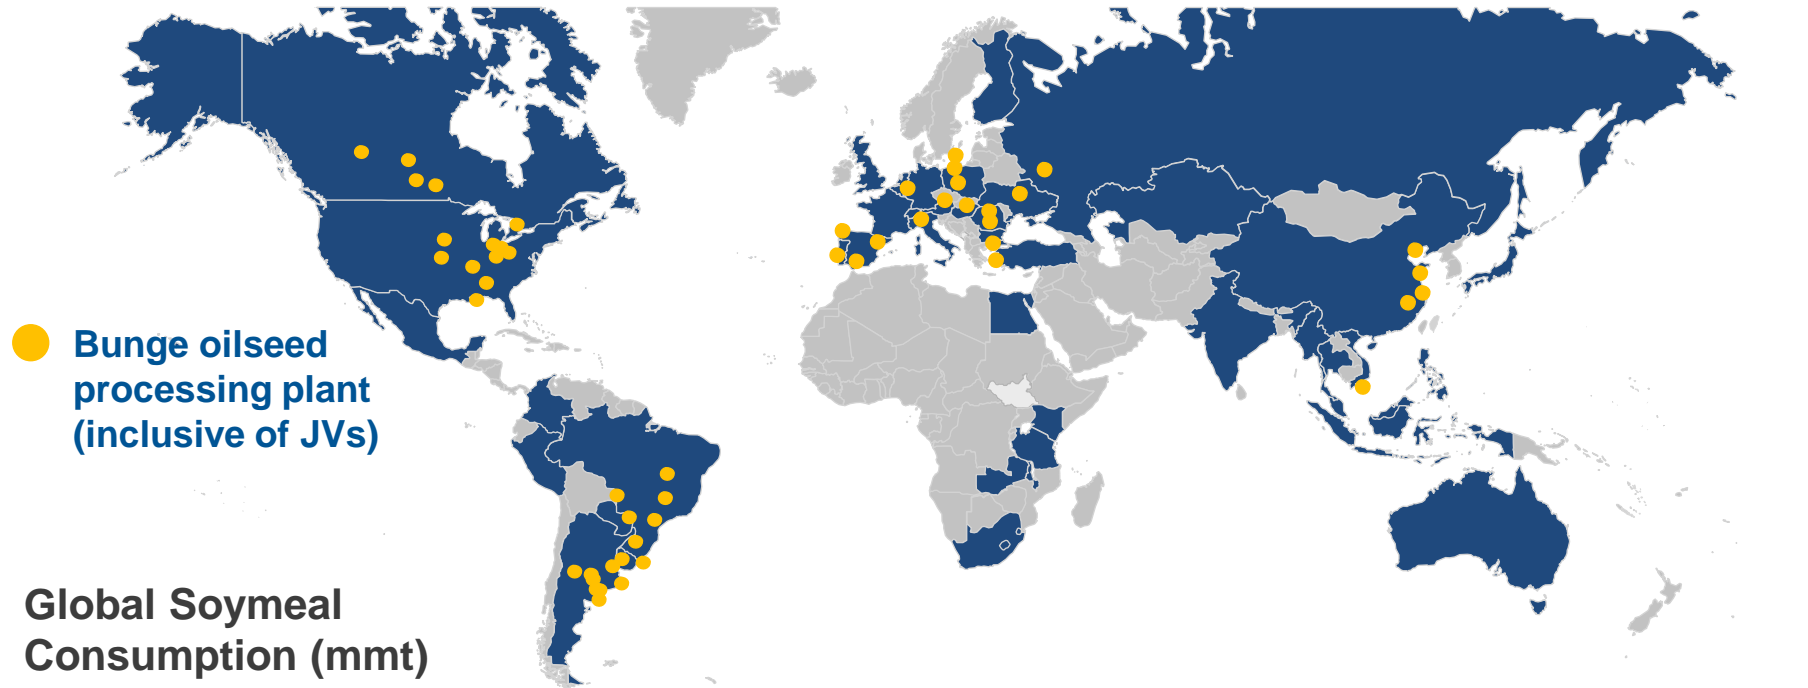 Bunge oilseed
processing plant
(inclusive of JVs)
Global Soymeal
Consumption (mmt)